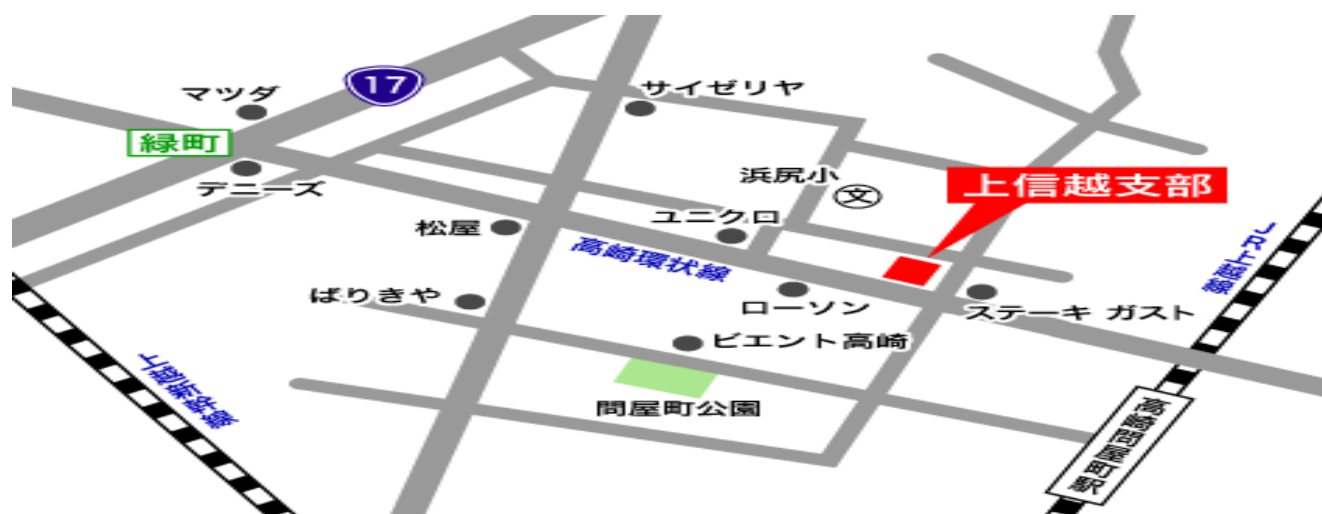 17
マツダ
サイゼリヤ
緑町
浜尻小
文
上信越支部
デニーズ
ユニクロ
松屋
高崎環状線
JR上越線
ばりきや
ローソン
ステーキ ガスト
ビエント高崎
上越新幹線
問屋町公園
高崎問屋町駅